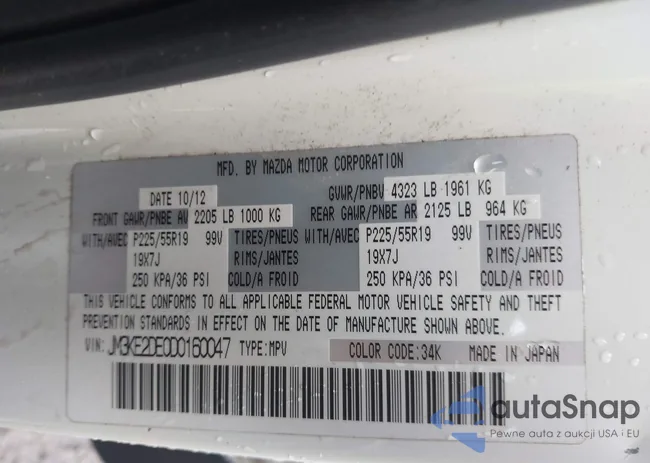 MFD. BY MAZDA MOTOR CORPORATION
DATE 10/12 GVWR/PNBV 4323 LB 1961 KG
FRONT GAWR/PNBE AV 2205 LB 1000 KG REAR GAWR/PNBE AR 2125 LB 964 KG
WITH/AVEC P225/55R19 99V TIRES/PNEUS WITH/AVEC P225/55R19 99V TIRES/PNEUS
19X7J RIMS/JANTES 19X7J RIMS/JANTES
250 KPA/36 PSI COLD/A FROID 250 KPA/36 PSI COLD/A FROID
THIS VEHICLE CONFORMS TO ALL APPLICABLE FEDERAL MOTOR VEHICLE SAFETY AND THEFT
PREVENTION STANDARDS IN EFFECT ON THE DATE OF MANUFACTURE SHOWN ABOVE.
VIN: JM3KE2DE0D0160047 TYPE:MPV COLOR CODE:34K MADE IN JAPAN
autaSnap
Pewne auta z aukcji USA i EU